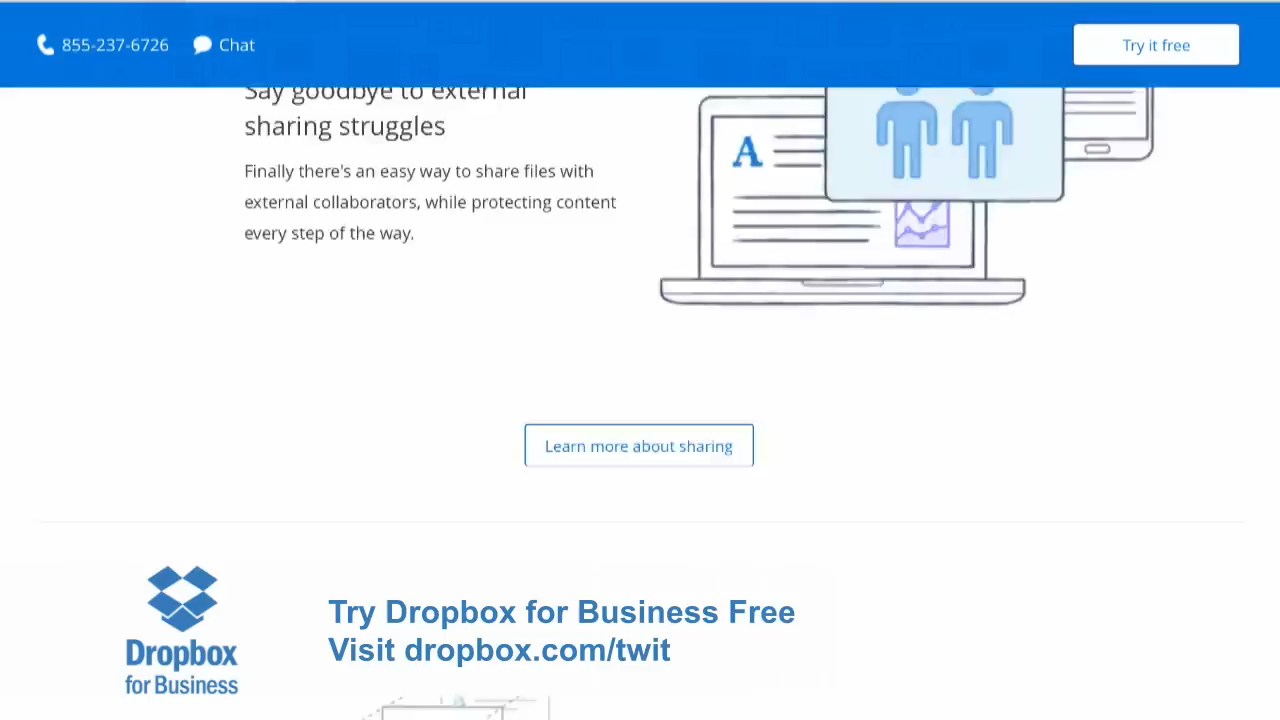 855-237-6726 Chat
Try it free
Say goodbye to external
sharing struggles
Finally there's an easy way to share files with
external collaborators, while protecting content
every step of the way.
A
Learn more about sharing
Dropbox
for Business
Try Dropbox for Business Free
Visit dropbox.com/twit